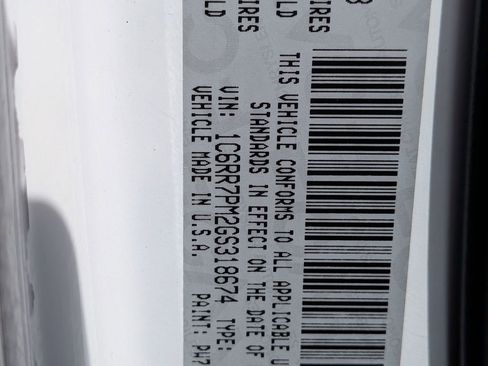 IRES
LD
IRES
LD
THIS VEHICLE CONFORMS TO ALL APPLICABLE U
STANDARDS IN EFFECT ON THE DATE OF
VIN: 1C6RR7PM2GS318674 TYPE:
VEHICLE MADE IN U.S.A. PAINT: PW7